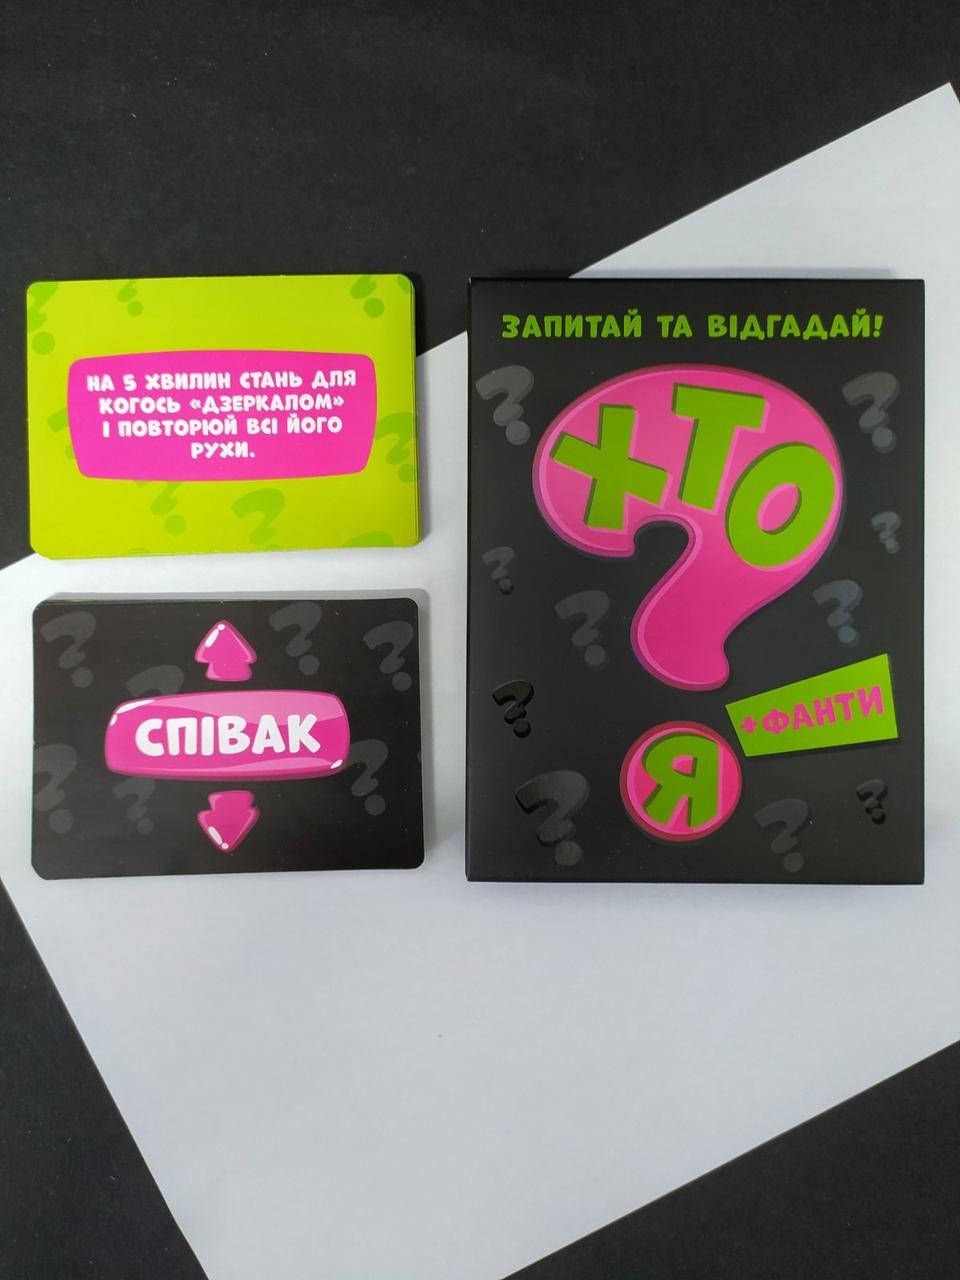 ЗАПИТАЙ ТА ВІДГАДАЙ!
ХТО
Я
+ФАНТИ
НА 5 ХВИЛИН СТАНЬ ДЛЯ
КОГОСЬ «ДЗЕРКАЛОМ»
І ПОВТОРЮЙ ВСІ ЙОГО
РУХИ.
СПІВАК